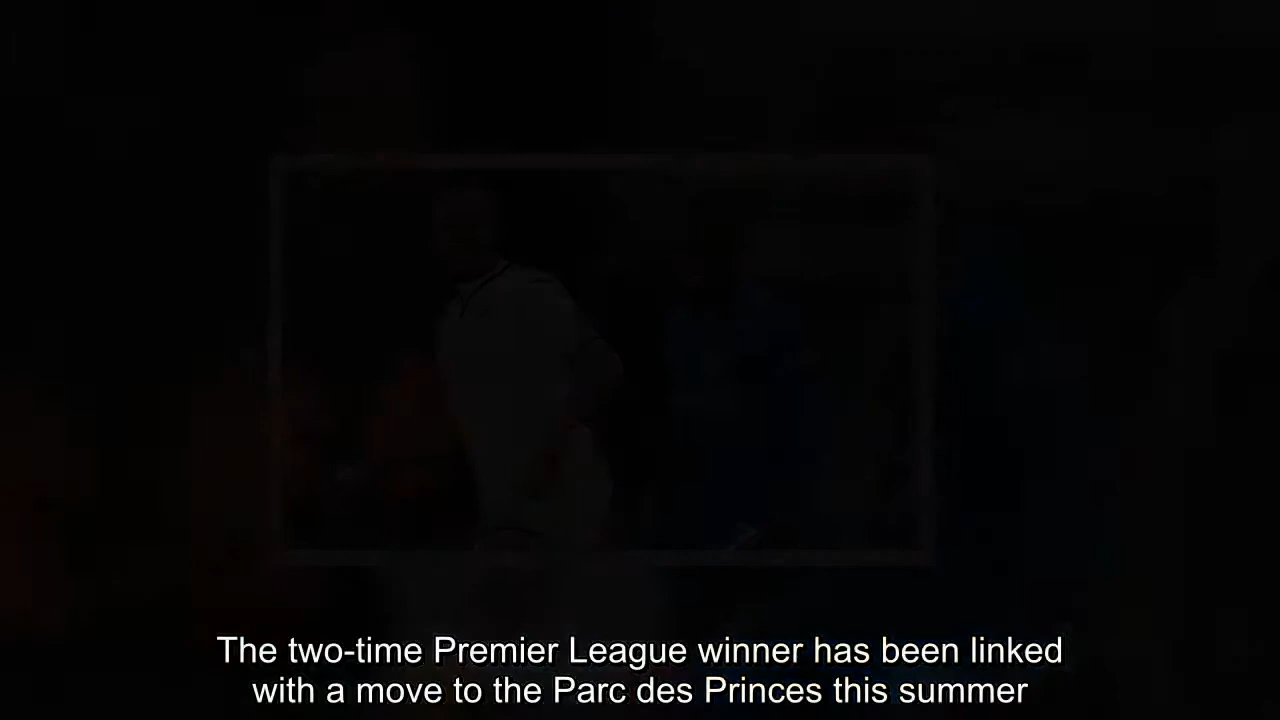 The two-time Premier League winner has been linked
with a move to the Parc des Princes this summer